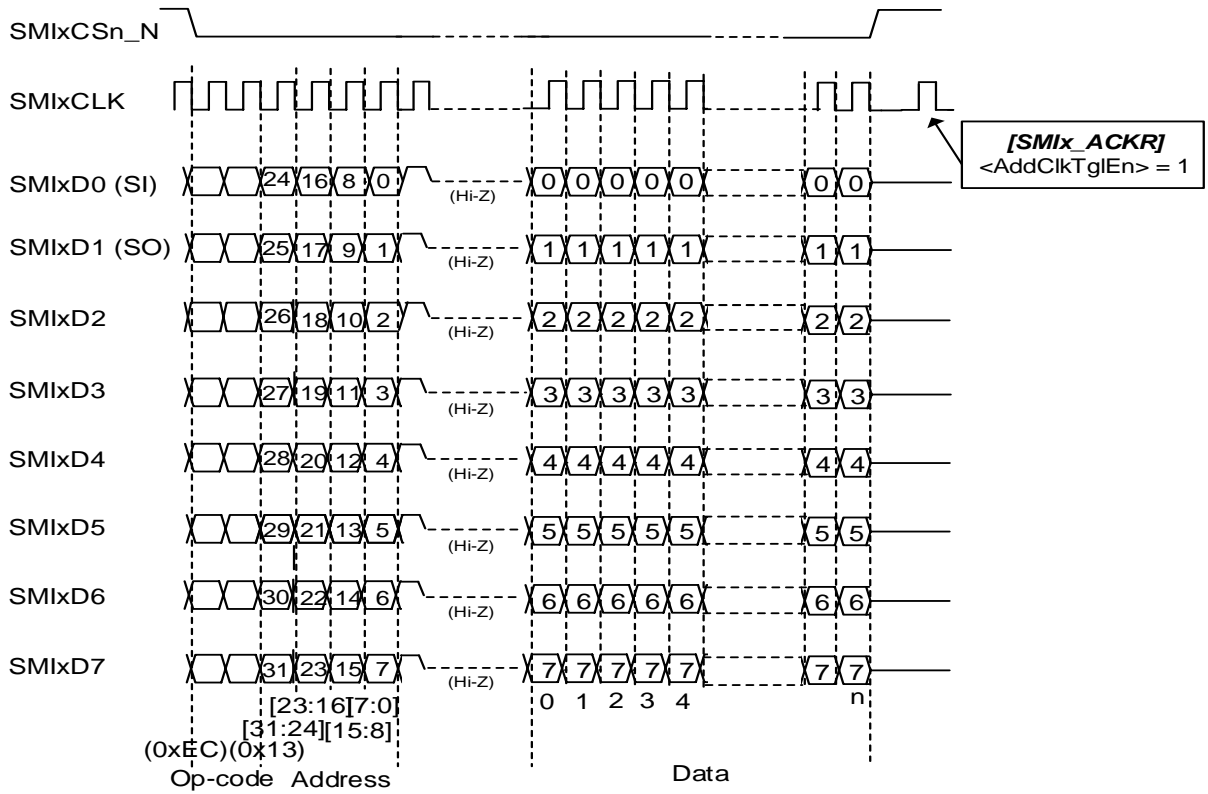 SMIxCSn_N
SMIxCLK
[SMIx_ACKR]
<AddClkTglEn> = 1
SMIxD0 (SI) 24 16 8 0 (Hi-Z) 0 0 0 0 0 0 0
SMIxD1 (SO) 25 17 9 1 (Hi-Z) 1 1 1 1 1 1 1
SMIxD2 26 18 10 2 (Hi-Z) 2 2 2 2 2 2 2
SMIxD3 27 19 11 3 (Hi-Z) 3 3 3 3 3 3 3
SMIxD4 28 20 12 4 (Hi-Z) 4 4 4 4 4 4 4
SMIxD5 29 21 13 5 (Hi-Z) 5 5 5 5 5 5 5
SMIxD6 30 22 14 6 (Hi-Z) 6 6 6 6 6 6 6
SMIxD7 31 23 15 7 (Hi-Z) 7 7 7 7 7 7 7
0 1 2 3 4 n
[23:16][7:0]
[31:24][15:8]
(0xEC)(0x13)
Op-code Address Data